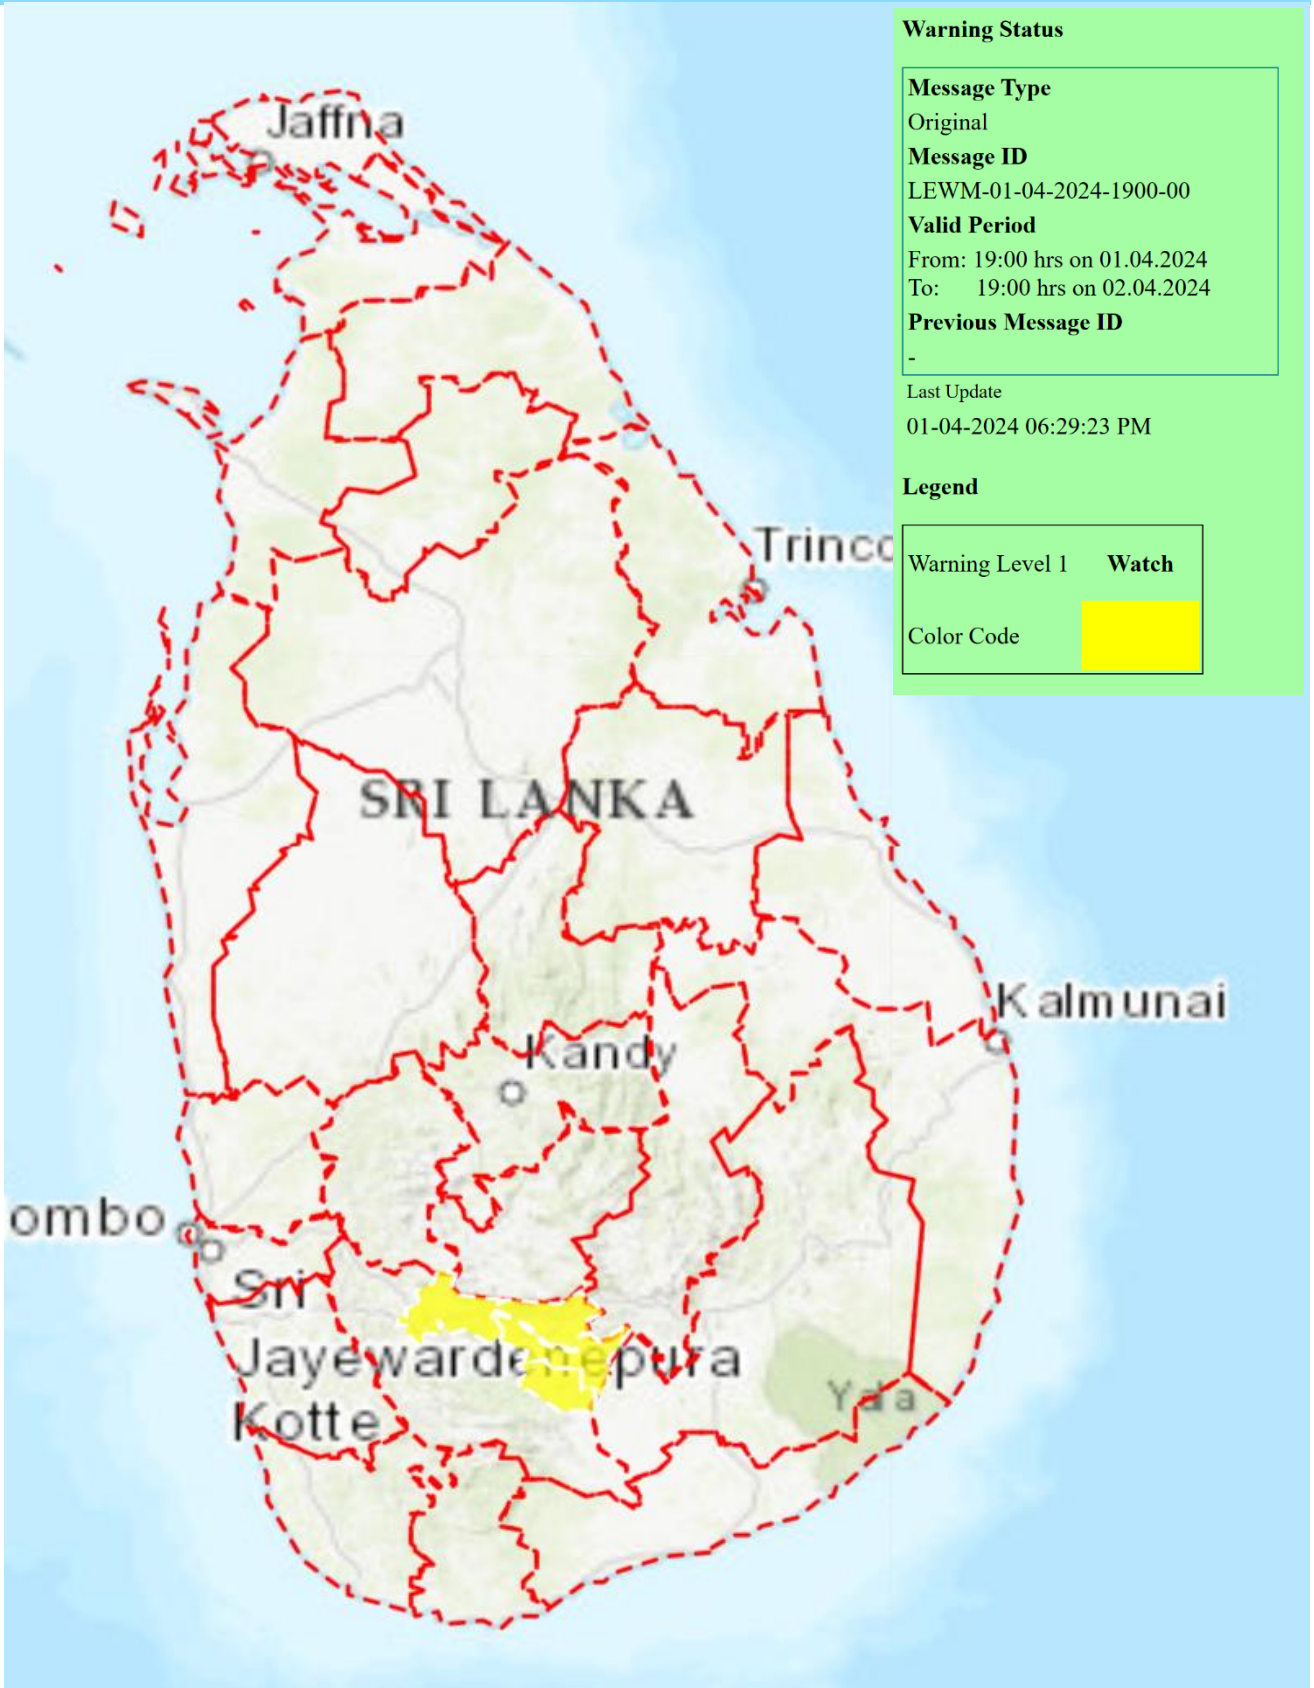 Warning Status
Message Type
Original
Message ID
LEWM-01-04-2024-1900-00
Valid Period
From: 19:00 hrs on 01.04.2024
To: 19:00 hrs on 02.04.2024
Previous Message ID
-
Last Update
01-04-2024 06:29:23 PM
Legend
Warning Level 1 Watch
Color Code
Jaffna
Trinco
SRI LANKA
Kalmunai
Kandy
ombo
Sri
Jayewardenepura
Kotte
Yala